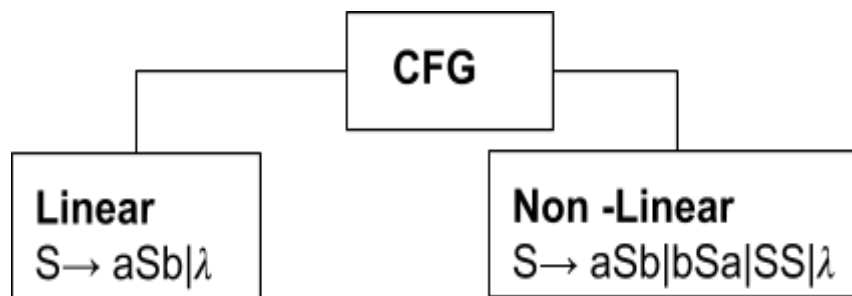 CFG
Linear
S→ aSb|λ
Non -Linear
S→ aSb|bSa|SS|λ